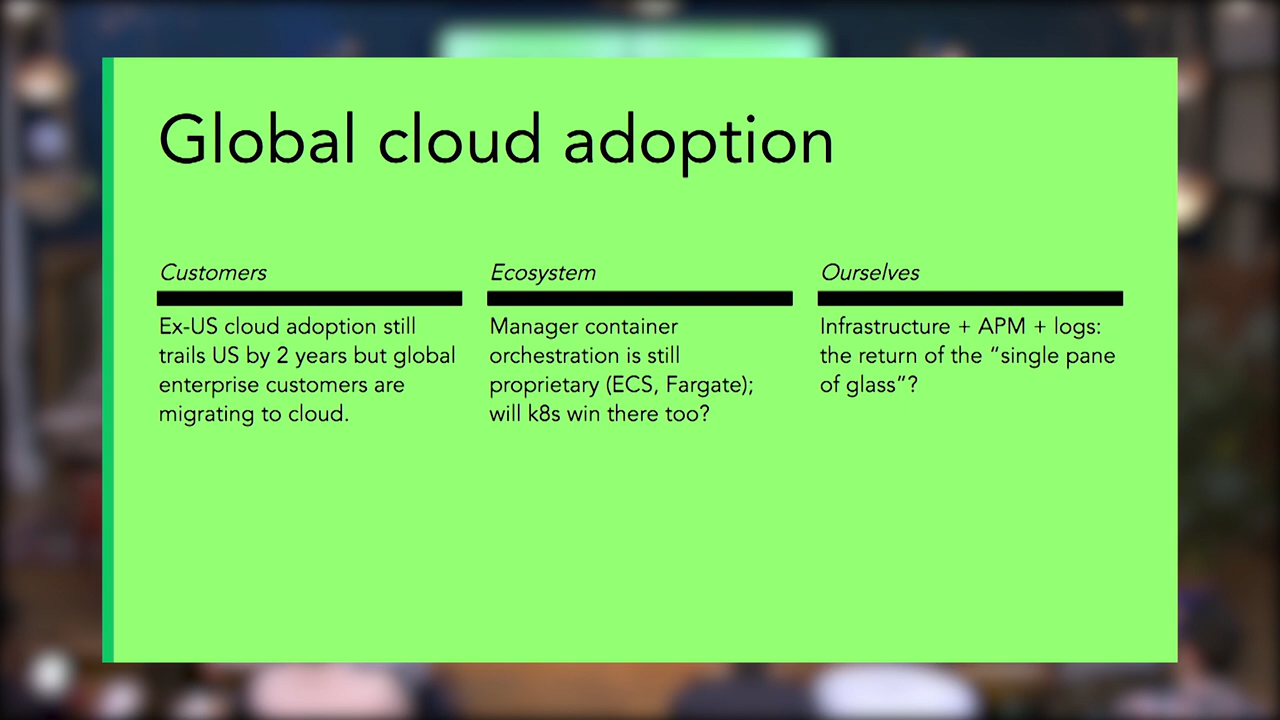 Global cloud adoption
Customers
Ex-US cloud adoption still
trails US by 2 years but global
enterprise customers are
migrating to cloud.
Ecosystem
Manager container
orchestration is still
proprietary (ECS, Fargate);
will k8s win there too?
Ourselves
Infrastructure + APM + logs:
the return of the “single pane
of glass”?